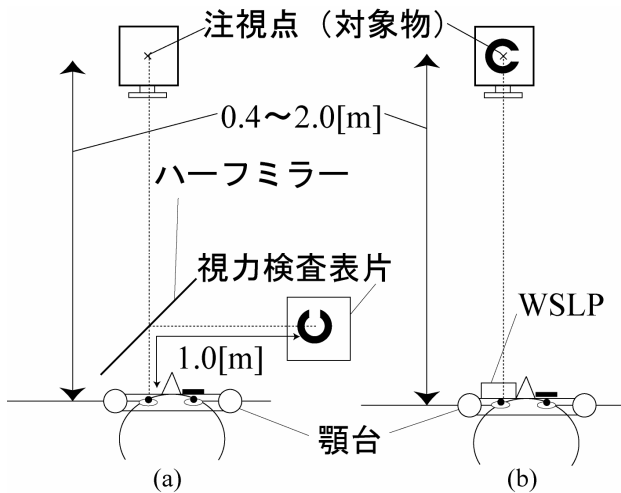 注視点（対象物）
0.4～2.0[m]
ハーフミラー
視力検査表片
1.0[m]
WSLP
顎台
(a)
(b)